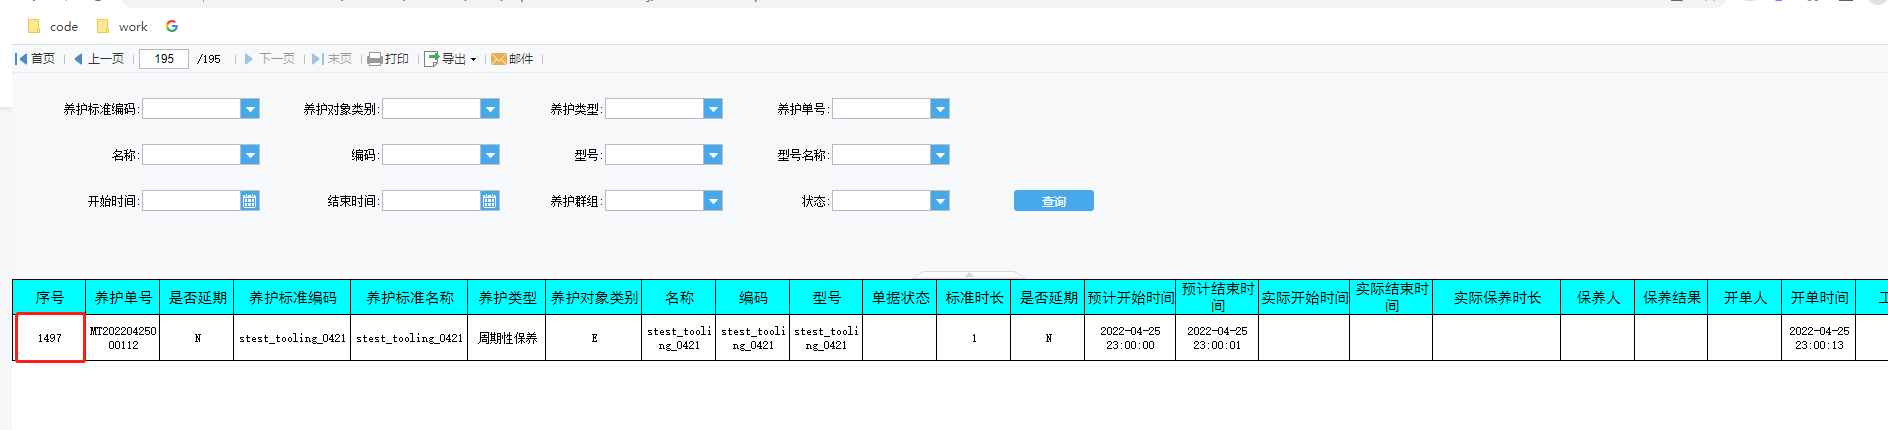 code work
首页 上一页 195 /195 下一页 末页 打印 导出 邮件
养护标准编码: 养护对象类别: 养护类型: 养护单号:
名称: 编码: 型号: 型号名称:
开始时间: 结束时间: 养护群组: 状态: 查询
序号 养护单号 是否延期 养护标准编码 养护标准名称 养护类型 养护对象类别 名称 编码 型号 单据状态 标准时长 是否延期 预计开始时间 预计结束时间 实际开始时间 实际结束时间 实际保养时长 保养人 保养结果 开单人 开单时间
1497 MT20220425000112 N stest_tooling_0421 stest_tooling_0421 周期性保养 E stest_tooling_0421 stest_tooling_0421 stest_tooling_0421 1 N 2022-04-25 23:00:00 2022-04-25 23:00:01 2022-04-25 23:00:13